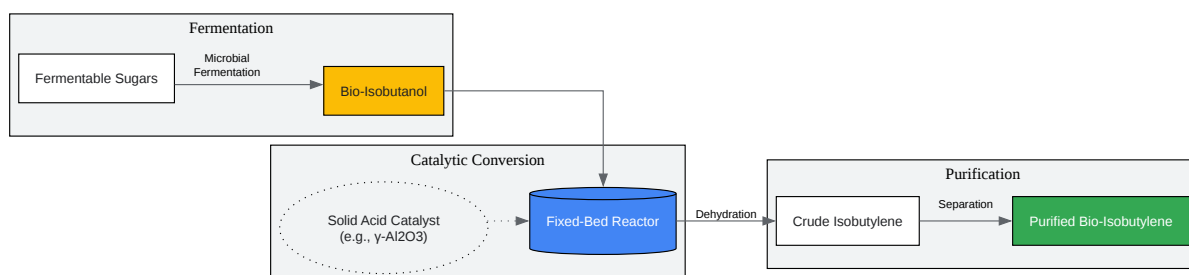 Fermentation
Fermentable Sugars
Microbial
Fermentation
Bio-Isobutanol
Catalytic Conversion
Solid Acid Catalyst
(e.g., γ-Al2O3)
Fixed-Bed Reactor
Dehydration
Purification
Crude Isobutylene
Separation
Purified Bio-Isobutylene